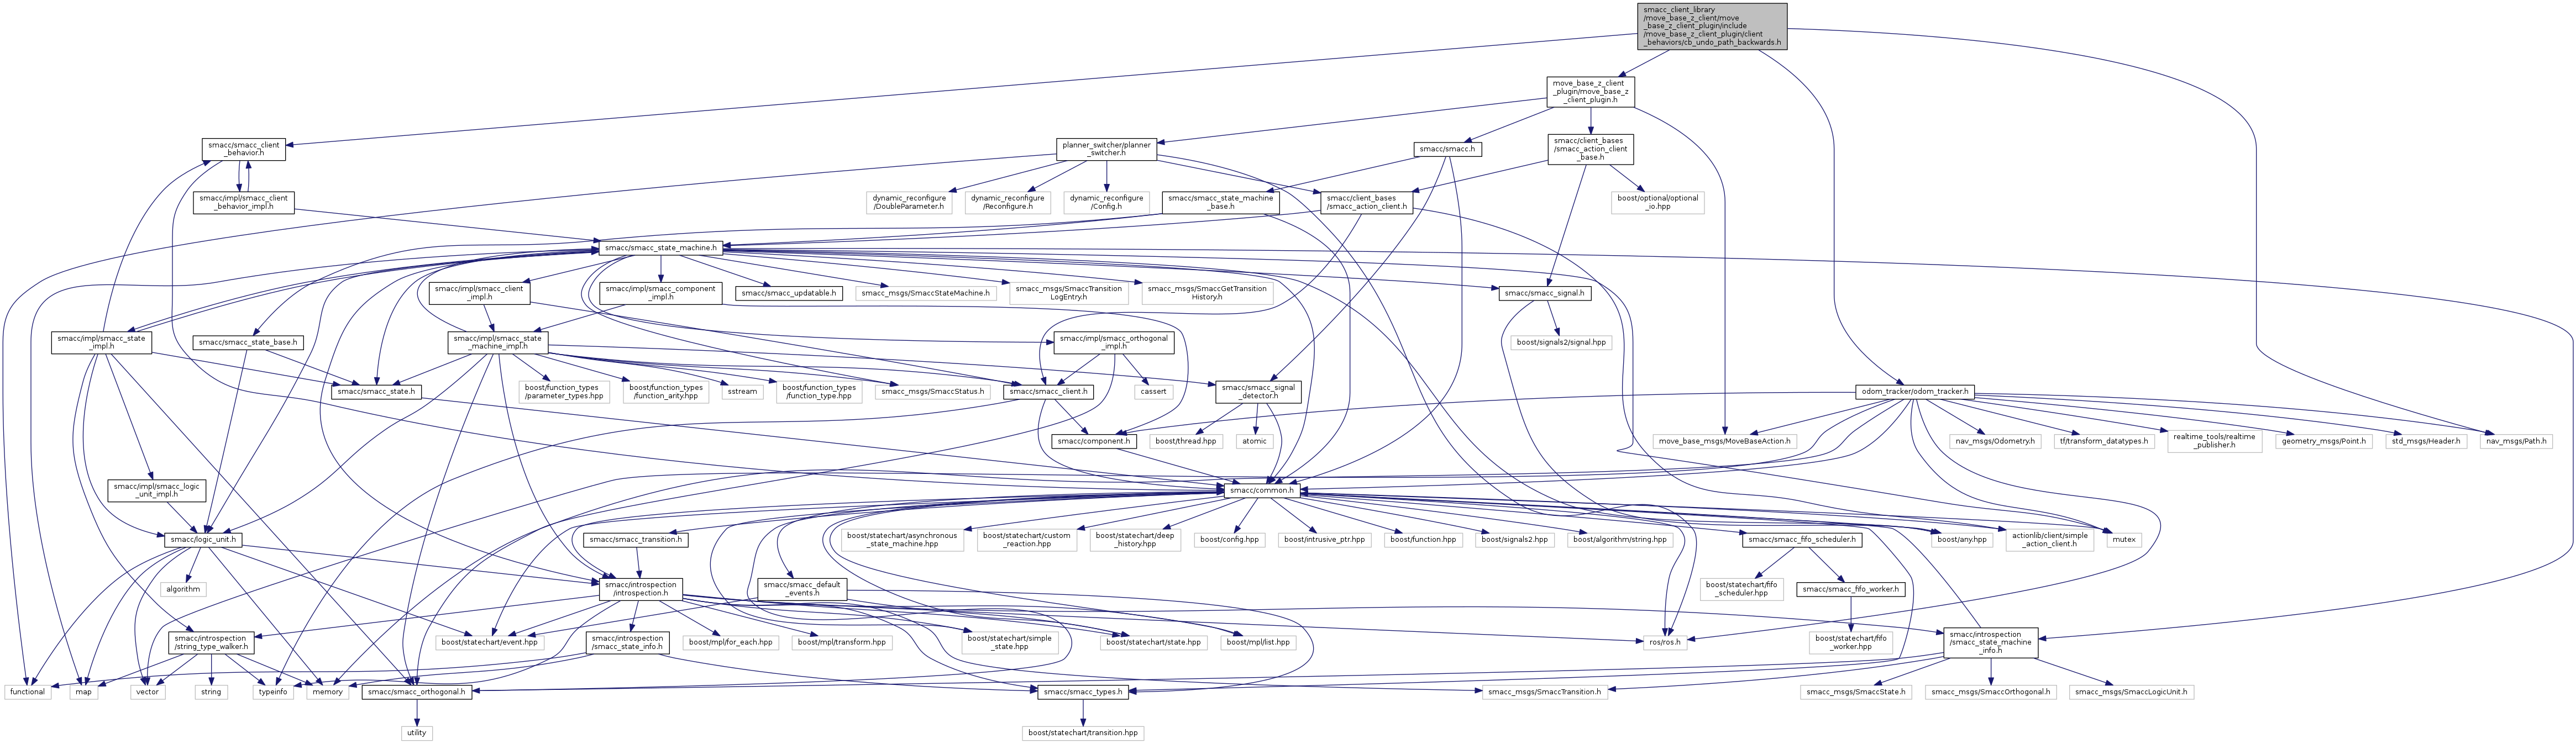 smacc_client_library
/move_base_z_client/move
_base_z_client_plugin/include
/move_base_z_client_plugin/client
_behaviors/cb_undo_path_backwards.h
move_base_z_client
_plugin/move_base_z
_client_plugin.h
smacc/smacc_client
_behavior.h
planner_switcher/planner
_switcher.h
smacc/smacc.h
smacc/client_bases
/smacc_action_client
_base.h
smacc/impl/smacc_client
_behavior_impl.h
dynamic_reconfigure
/DoubleParameter.h
dynamic_reconfigure
/Reconfigure.h
dynamic_reconfigure
/Config.h
smacc/smacc_state_machine
_base.h
smacc/client_bases
/smacc_action_client.h
boost/optional/optional
_io.hpp
smacc/smacc_state_machine.h
smacc/impl/smacc_client
_impl.h
smacc/impl/smacc_component
_impl.h
smacc/smacc_updatable.h
smacc_msgs/SmaccStateMachine.h
smacc_msgs/SmaccTransition
LogEntry.h
smacc_msgs/SmaccGetTransition
History.h
smacc/smacc_signal.h
smacc/impl/smacc_state
_impl.h
smacc/smacc_state_base.h
smacc/impl/smacc_state
_machine_impl.h
smacc/impl/smacc_orthogonal
_impl.h
boost/signals2/signal.hpp
smacc/smacc_state.h
boost/function_types
/parameter_types.hpp
boost/function_types
/function_arity.hpp
sstream
boost/function_types
/function_type.hpp
smacc_msgs/SmaccStatus.h
smacc/smacc_client.h
cassert
smacc/smacc_signal
_detector.h
odom_tracker/odom_tracker.h
smacc/component.h
boost/thread.hpp
atomic
move_base_msgs/MoveBaseAction.h
nav_msgs/Odometry.h
tf/transform_datatypes.h
realtime_tools/realtime
_publisher.h
geometry_msgs/Point.h
std_msgs/Header.h
nav_msgs/Path.h
smacc/impl/smacc_logic
_unit_impl.h
smacc/common.h
smacc/logic_unit.h
smacc/smacc_transition.h
boost/statechart/asynchronous
_state_machine.hpp
boost/statechart/custom
_reaction.hpp
boost/statechart/deep
_history.hpp
boost/config.hpp
boost/intrusive_ptr.hpp
boost/function.hpp
boost/signals2.hpp
boost/algorithm/string.hpp
smacc/smacc_fifo_scheduler.h
boost/any.hpp
actionlib/client/simple
_action_client.h
mutex
algorithm
smacc/introspection
/introspection.h
smacc/smacc_default
_events.h
boost/statechart/fifo
_scheduler.hpp
smacc/smacc_fifo_worker.h
smacc/introspection
/string_type_walker.h
boost/statechart/event.hpp
smacc/introspection
/smacc_state_info.h
boost/mpl/for_each.hpp
boost/mpl/transform.hpp
boost/statechart/simple
_state.hpp
boost/statechart/state.hpp
boost/mpl/list.hpp
ros/ros.h
boost/statechart/fifo
_worker.hpp
smacc/introspection
/smacc_state_machine
_info.h
functional
map
vector
string
typeinfo
memory
smacc/smacc_orthogonal.h
smacc/smacc_types.h
smacc_msgs/SmaccTransition.h
smacc_msgs/SmaccState.h
smacc_msgs/SmaccOrthogonal.h
smacc_msgs/SmaccLogicUnit.h
utility
boost/statechart/transition.hpp